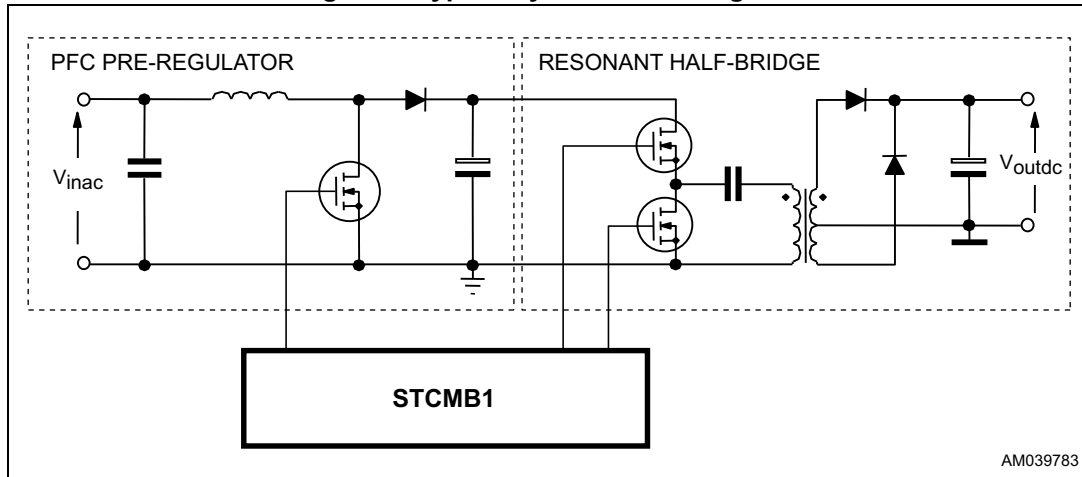 PFC PRE-REGULATOR
RESONANT HALF-BRIDGE
Vinac
Voutdc
STCMB1
AM039783